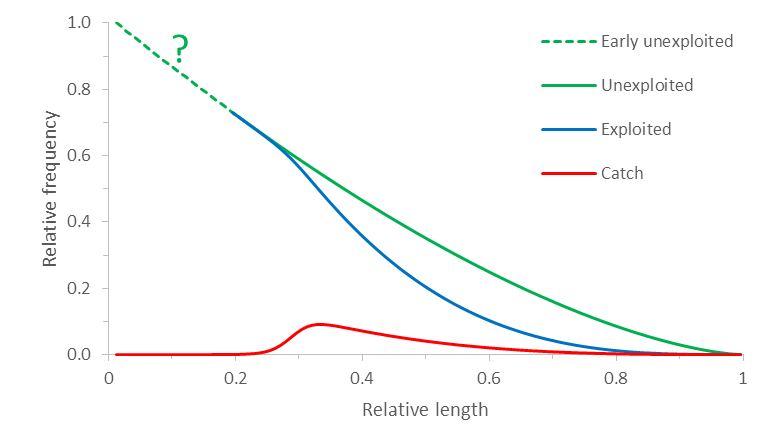 1.0
0.8
0.6
0.4
0.2
0.0
Relative frequency
?
Early unexploited
Unexploited
Exploited
Catch
0 0.2 0.4 0.6 0.8 1
Relative length